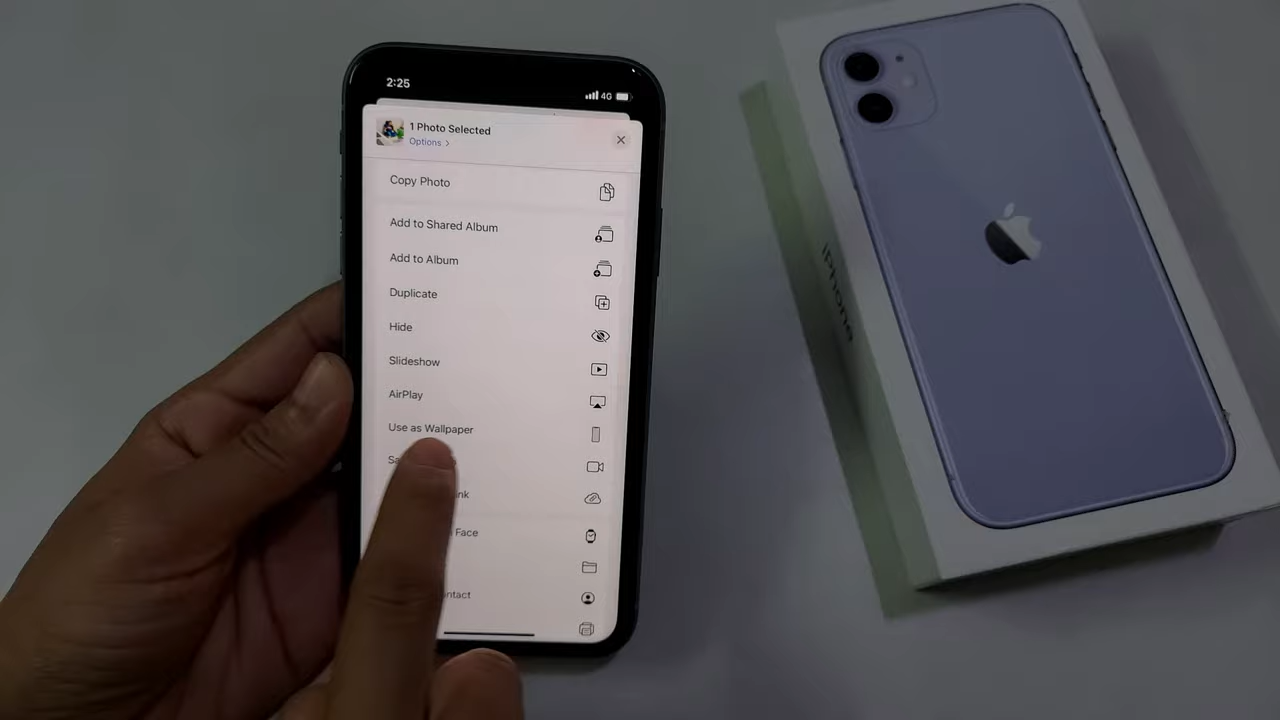 2:25
4G
1 Photo Selected
Options >
Copy Photo
Add to Shared Album
Add to Album
Duplicate
Hide
Slideshow
AirPlay
Use as Wallpaper
Face
iPhone